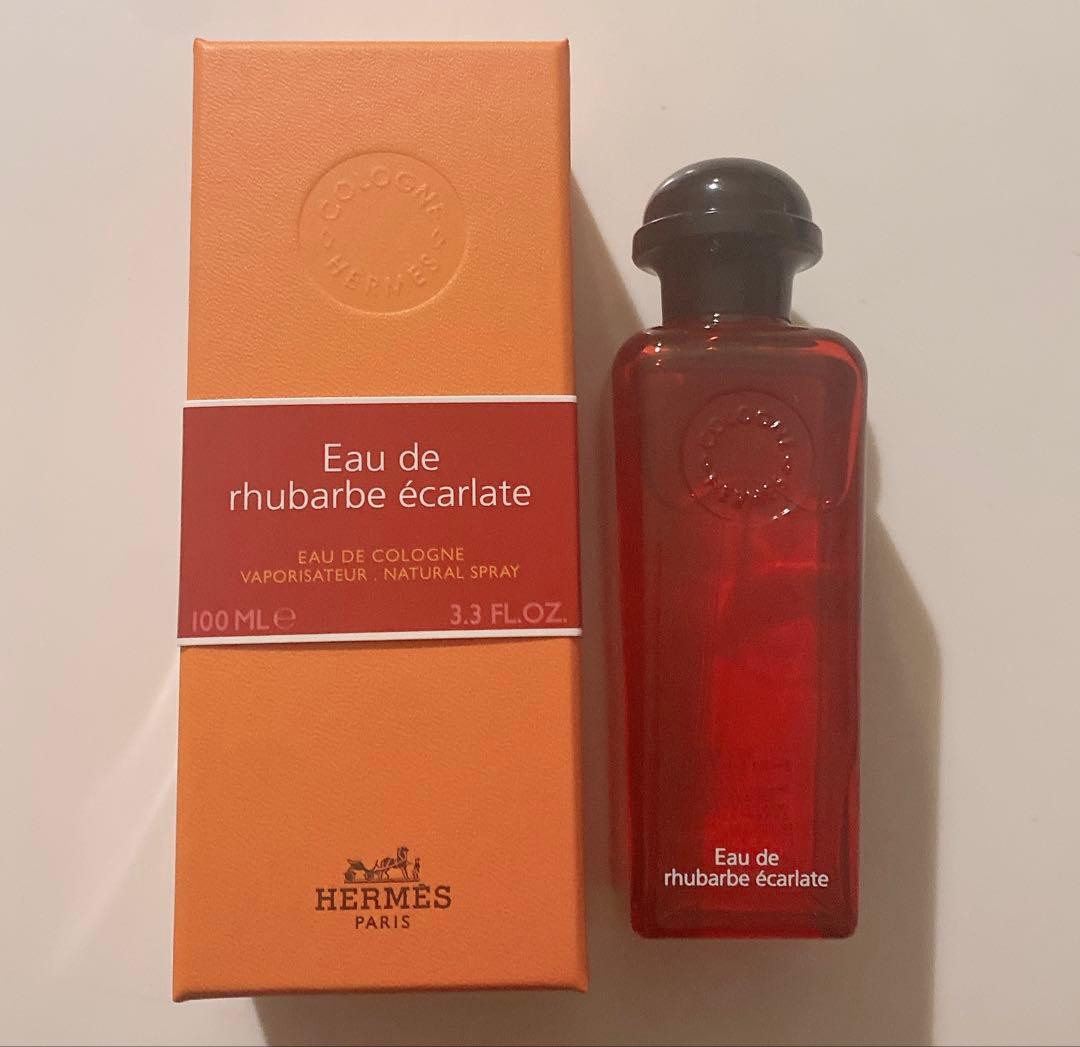 COLOGNE
HERMÈS
Eau de
rhubarbe écarlate
EAU DE COLOGNE
VAPORISATEUR . NATURAL SPRAY
100 ML ℮ 3.3 FL.OZ.
HERMÈS
PARIS
COLOGNE
HERMÈS
Eau de
rhubarbe écarlate